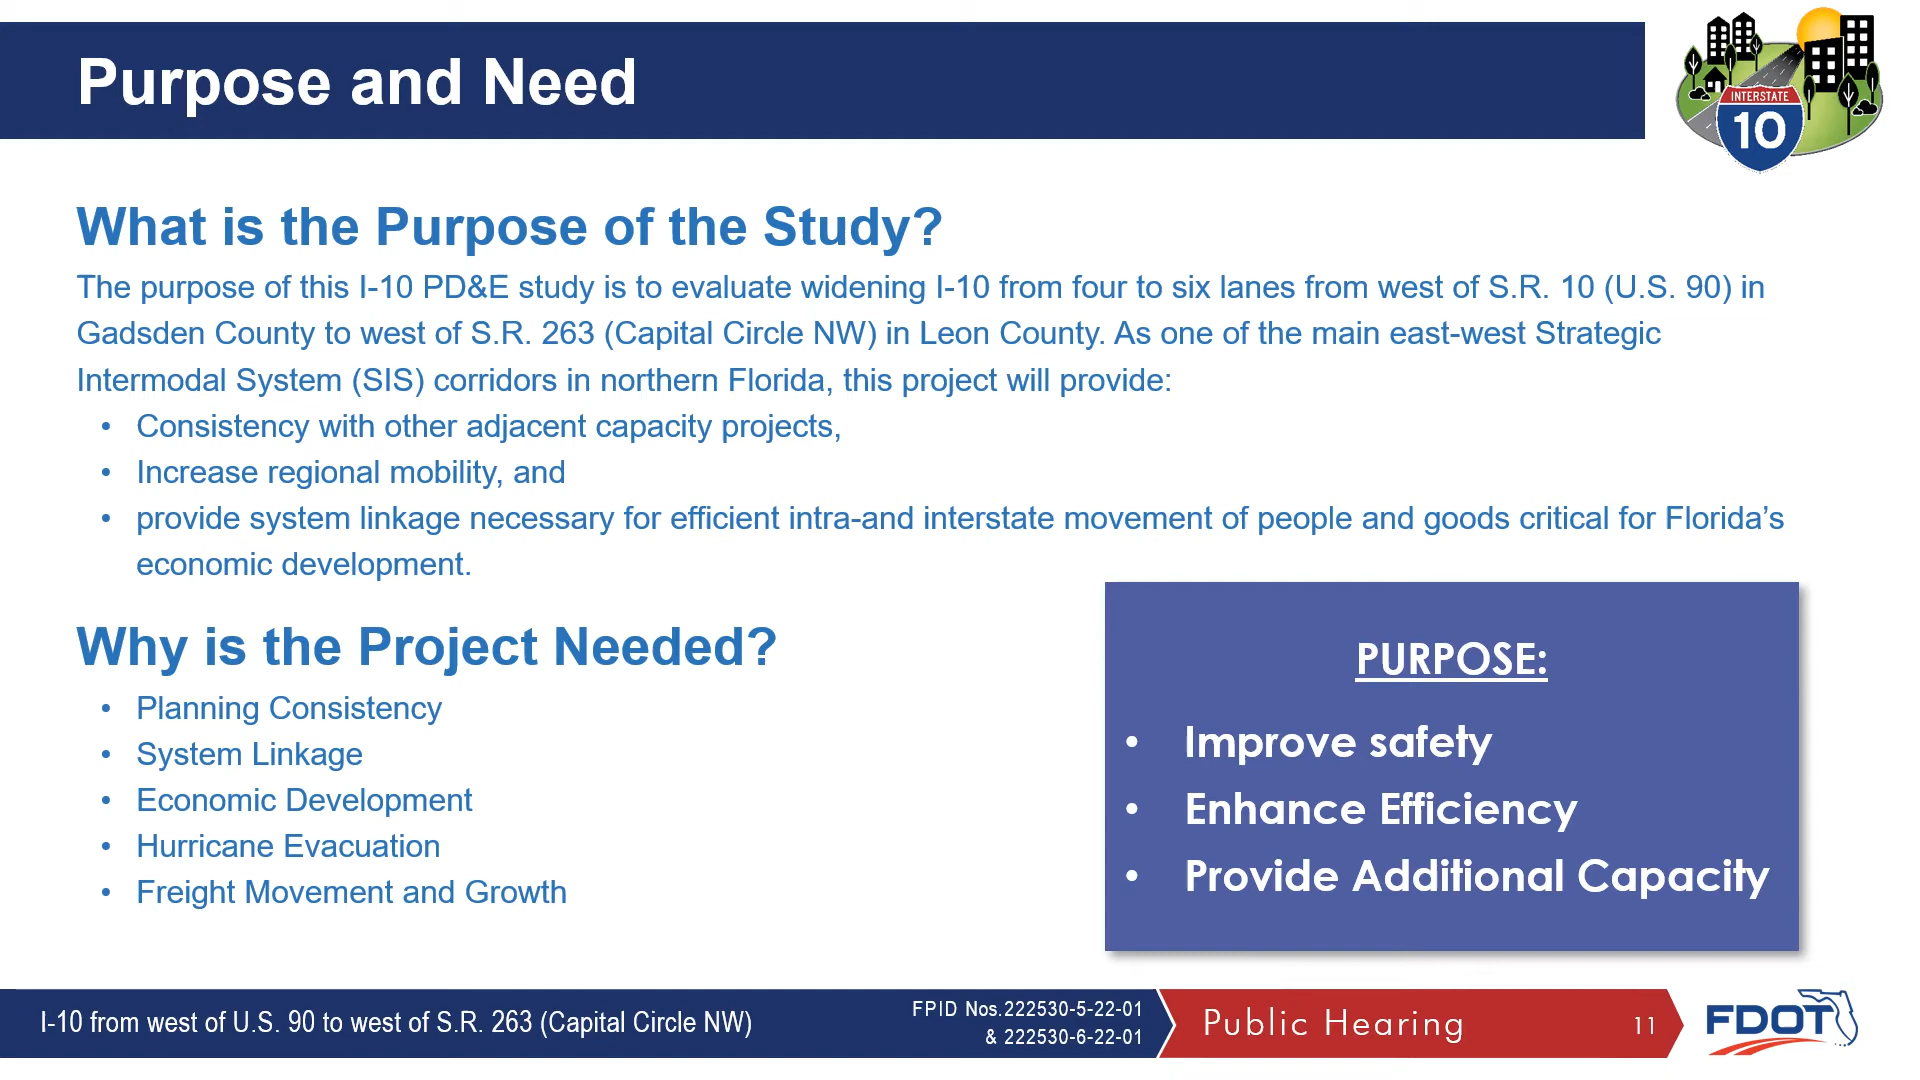 Purpose and Need
INTERSTATE
10
What is the Purpose of the Study?
The purpose of this I-10 PD&E study is to evaluate widening I-10 from four to six lanes from west of S.R. 10 (U.S. 90) in
Gadsden County to west of S.R. 263 (Capital Circle NW) in Leon County. As one of the main east-west Strategic
Intermodal System (SIS) corridors in northern Florida, this project will provide:
• Consistency with other adjacent capacity projects,
• Increase regional mobility, and
• provide system linkage necessary for efficient intra-and interstate movement of people and goods critical for Florida’s
economic development.
Why is the Project Needed?
• Planning Consistency
• System Linkage
• Economic Development
• Hurricane Evacuation
• Freight Movement and Growth
PURPOSE:
• Improve safety
• Enhance Efficiency
• Provide Additional Capacity
I-10 from west of U.S. 90 to west of S.R. 263 (Capital Circle NW)
FPID Nos.222530-5-22-01
& 222530-6-22-01
Public Hearing
11
FDOT